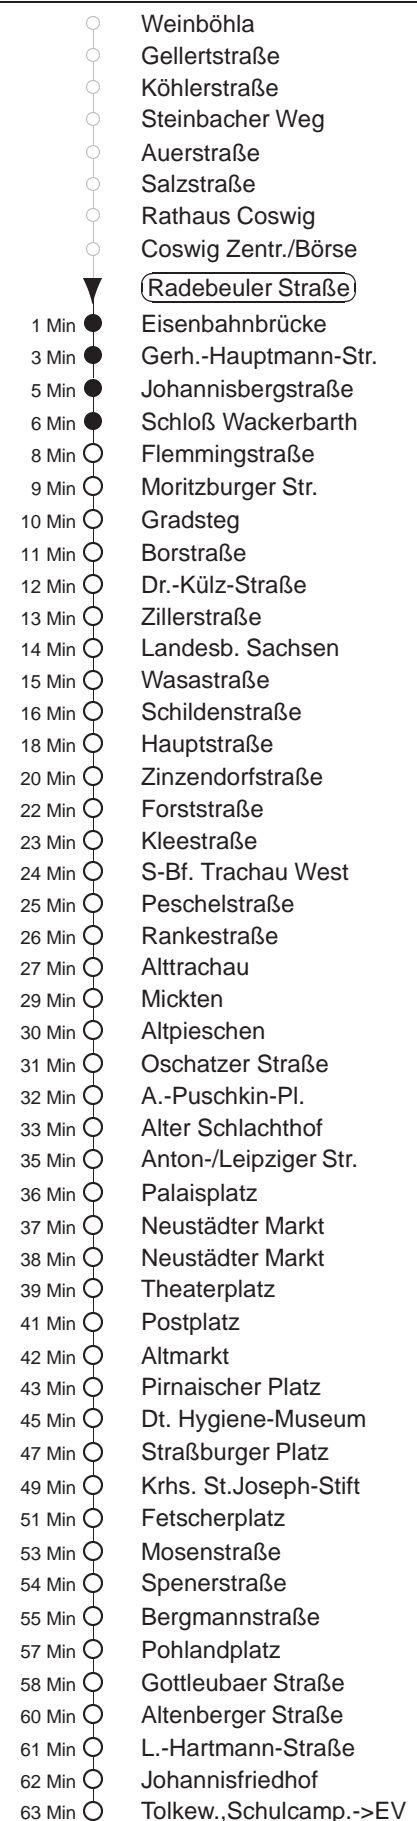 Weinböhla
Gellertstraße
Köhlerstraße
Steinbacher Weg
Auerstraße
Salzstraße
Rathaus Coswig
Coswig Zentr./Börse
Radebeuler Straße
1 Min Eisenbahnbrücke
3 Min Gerh.-Hauptmann-Str.
5 Min Johannisbergstraße
6 Min Schloß Wackerbarth
8 Min Flemmingstraße
9 Min Moritzburger Str.
10 Min Gradsteg
11 Min Borstraße
12 Min Dr.-Külz-Straße
13 Min Zillerstraße
14 Min Landesb. Sachsen
15 Min Wasastraße
16 Min Schildenstraße
18 Min Hauptstraße
20 Min Zinzendorfstraße
22 Min Forststraße
23 Min Kleestraße
24 Min S-Bf. Trachau West
25 Min Peschelstraße
26 Min Rankestraße
27 Min Alttrachau
29 Min Mickten
30 Min Altpieschen
31 Min Oschatzer Straße
32 Min A.-Puschkin-Pl.
33 Min Alter Schlachthof
35 Min Anton-/Leipziger Str.
36 Min Palaisplatz
37 Min Neustädter Markt
38 Min Neustädter Markt
39 Min Theaterplatz
41 Min Postplatz
42 Min Altmarkt
43 Min Pirnaischer Platz
45 Min Dt. Hygiene-Museum
47 Min Straßburger Platz
49 Min Krhs. St.Joseph-Stift
51 Min Fetscherplatz
53 Min Mosenstraße
54 Min Spenerstraße
55 Min Bergmannstraße
57 Min Pohlandplatz
58 Min Gottleubaer Straße
60 Min Altenberger Straße
61 Min L.-Hartmann-Straße
62 Min Johannisfriedhof
63 Min Tolkew.,Schulcamp.->EV